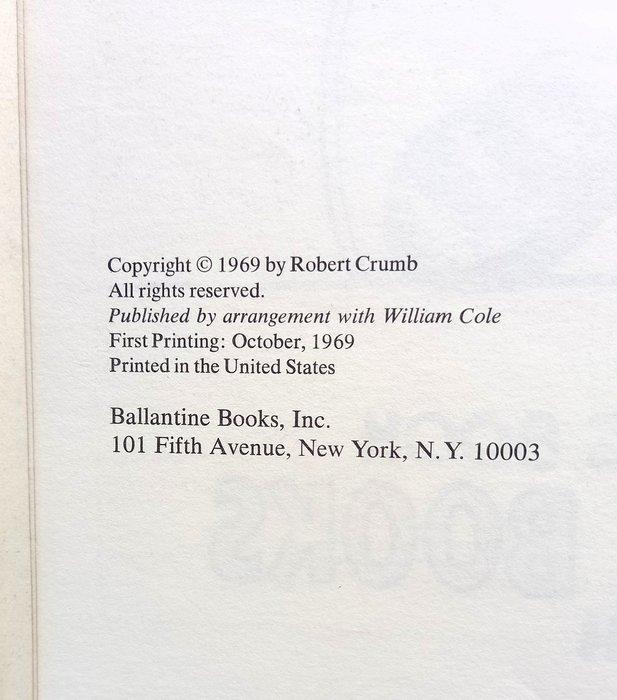 Copyright © 1969 by Robert Crumb
All rights reserved.
Published by arrangement with William Cole
First Printing: October, 1969
Printed in the United States
Ballantine Books, Inc.
101 Fifth Avenue, New York, N.Y. 10003
BOOKS